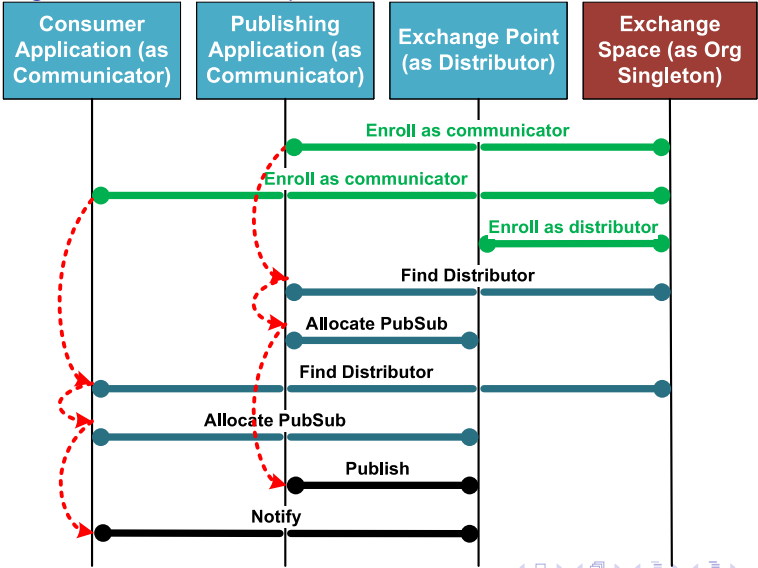 Consumer
Application (as
Communicator)
Publishing
Application (as
Communicator)
Exchange Point
(as Distributor)
Exchange
Space (as Org
Singleton)
Enroll as communicator
Enroll as communicator
Enroll as distributor
Find Distributor
Allocate PubSub
Find Distributor
Allocate PubSub
Publish
Notify